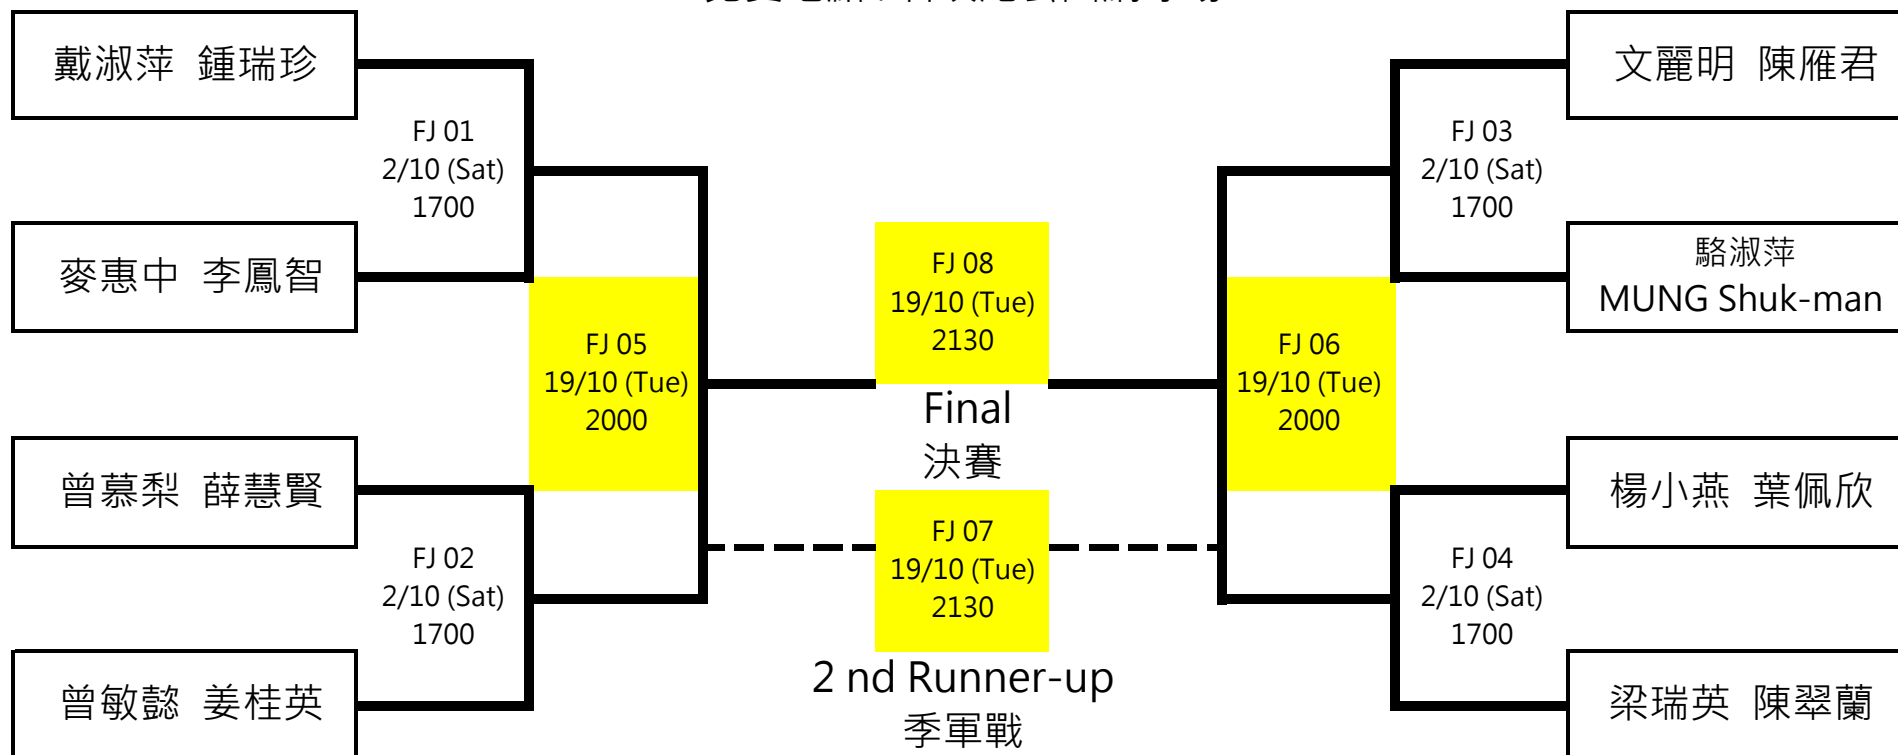 戴淑萍 鍾瑞珍
FJ 01
2/10 (Sat)
1700
麥惠中 李鳳智
FJ 05
19/10 (Tue)
2000
曾慕梨 薛慧賢
FJ 02
2/10 (Sat)
1700
曾敏懿 姜桂英
FJ 08
19/10 (Tue)
2130
Final
決賽
FJ 07
19/10 (Tue)
2130
2 nd Runner-up
季軍戰
文麗明 陳雁君
FJ 03
2/10 (Sat)
1700
駱淑萍
MUNG Shuk-man
FJ 06
19/10 (Tue)
2000
楊小燕 葉佩欣
FJ 04
2/10 (Sat)
1700
梁瑞英 陳翠蘭